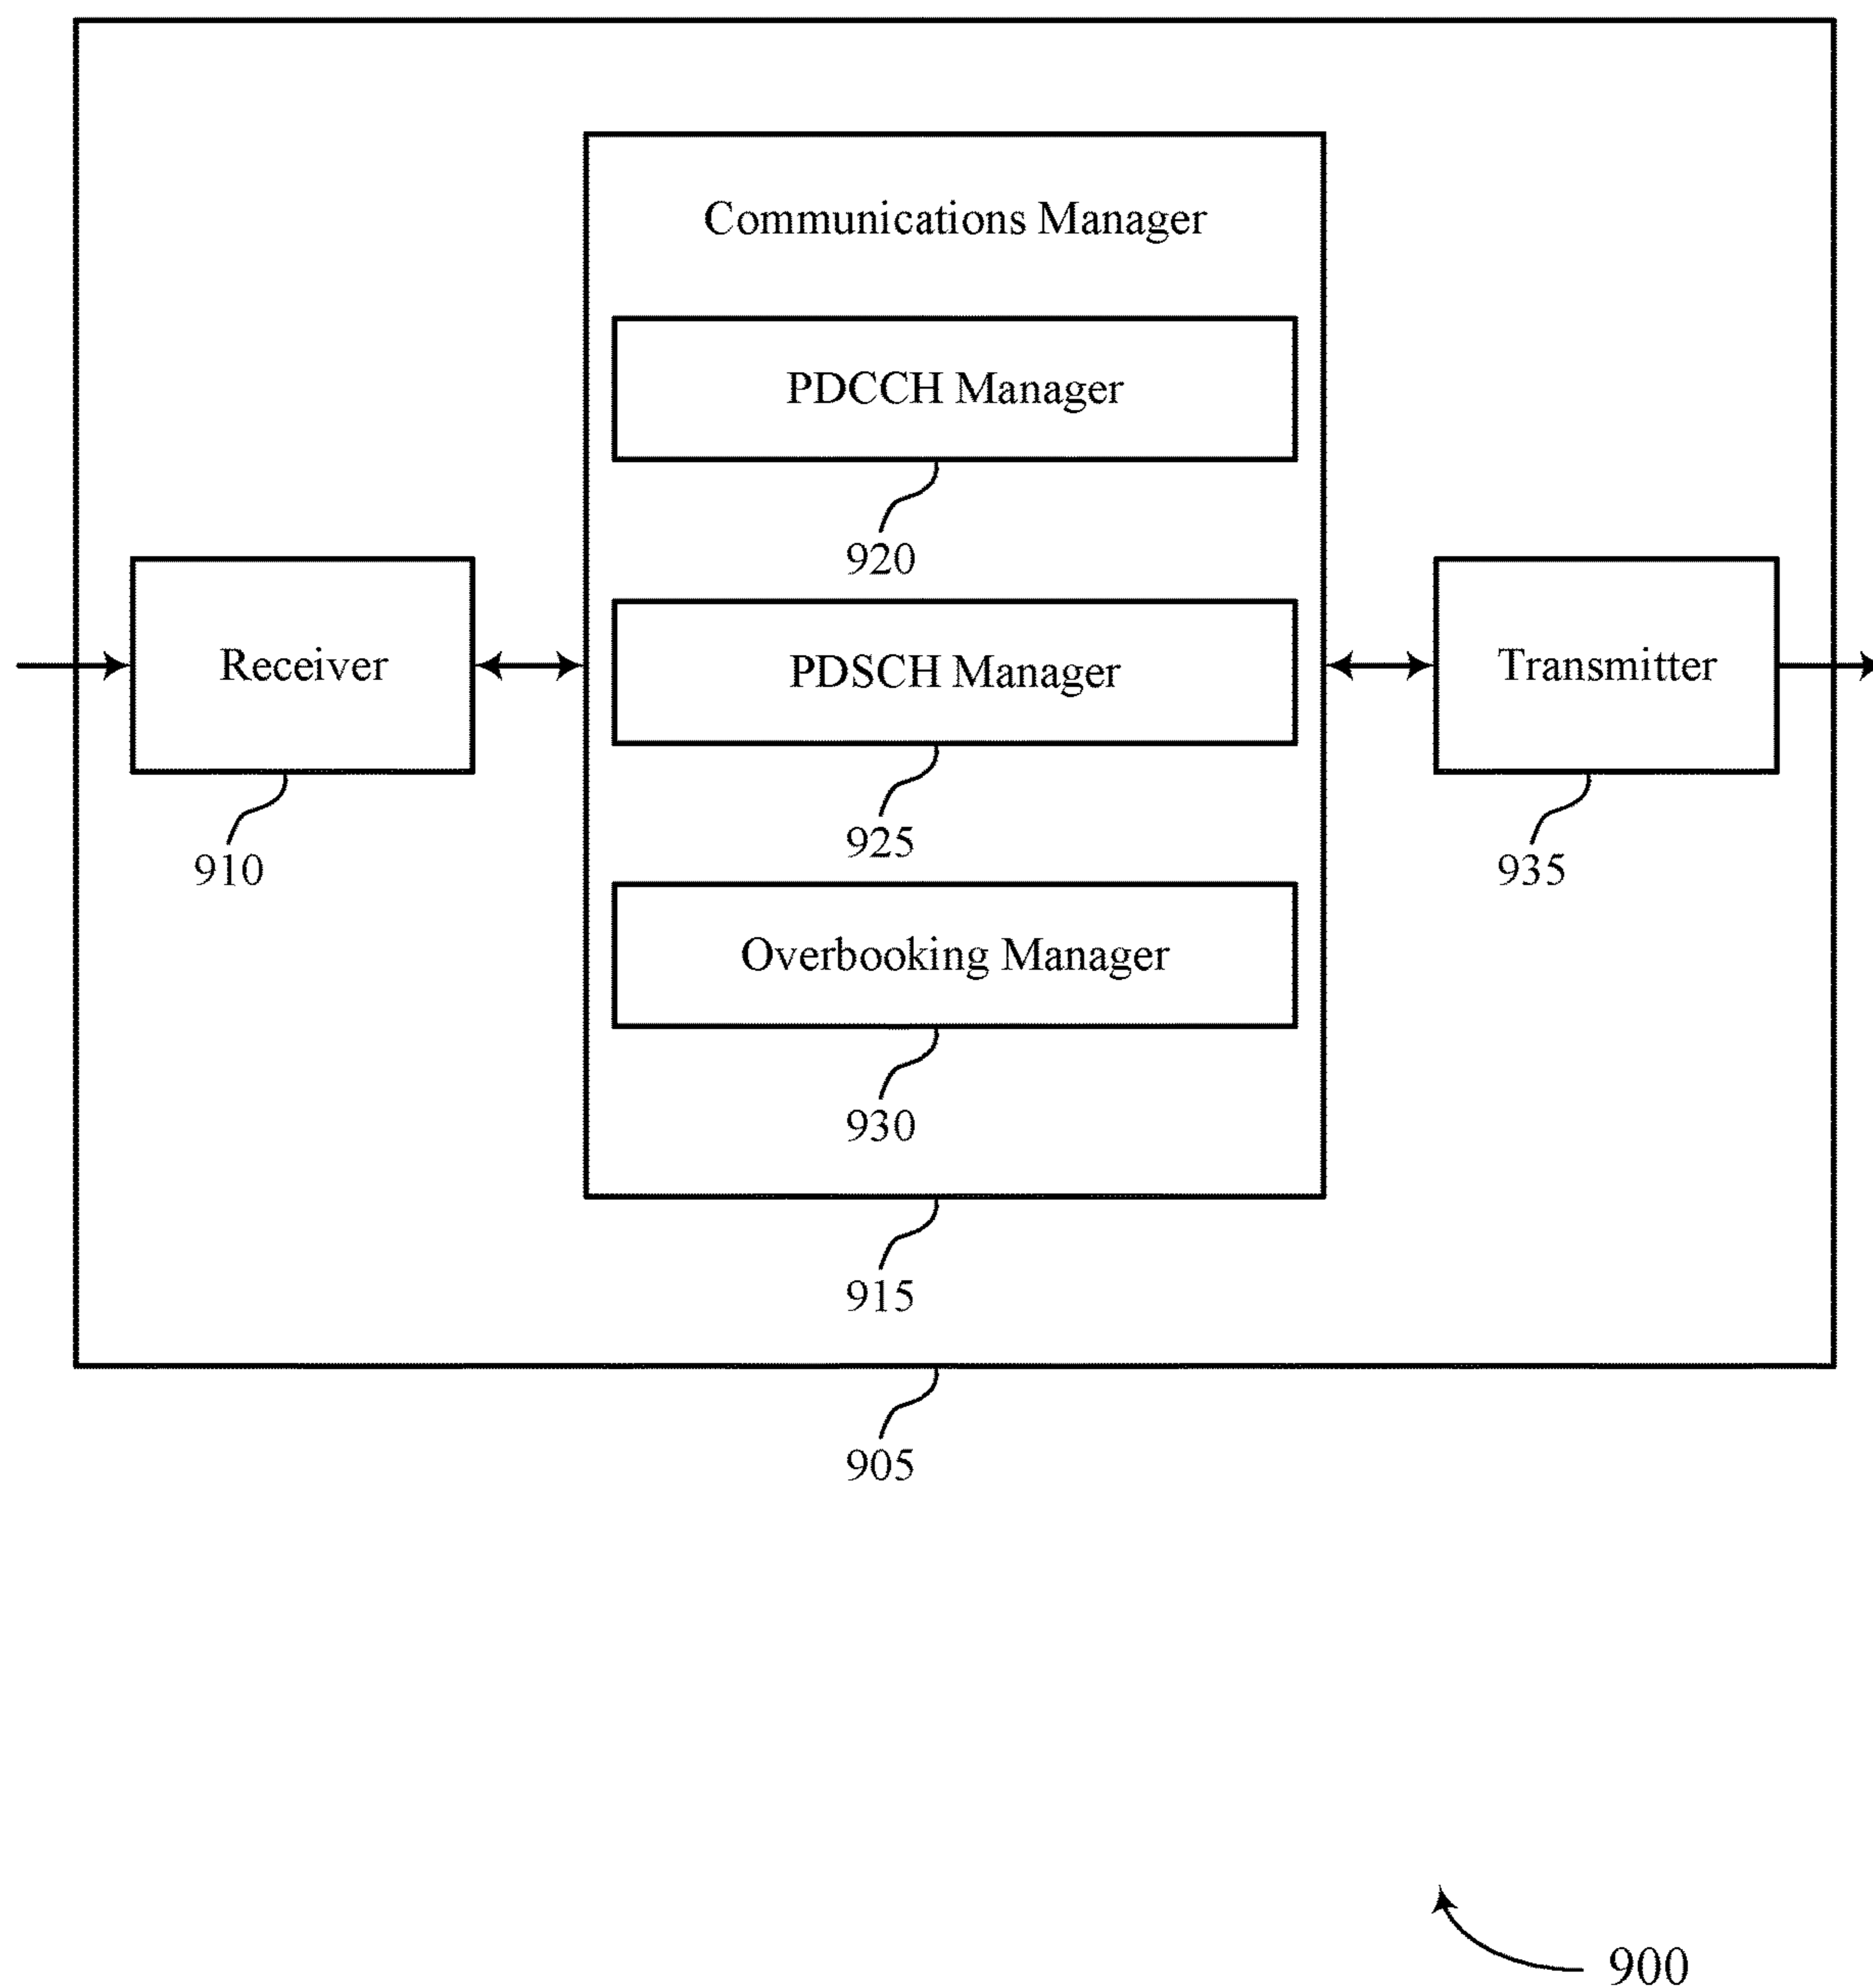 Communications Manager
PDCCH Manager
920
Receiver
910
PDSCH Manager
925
Transmitter
935
Overbooking Manager
930
915
905
900